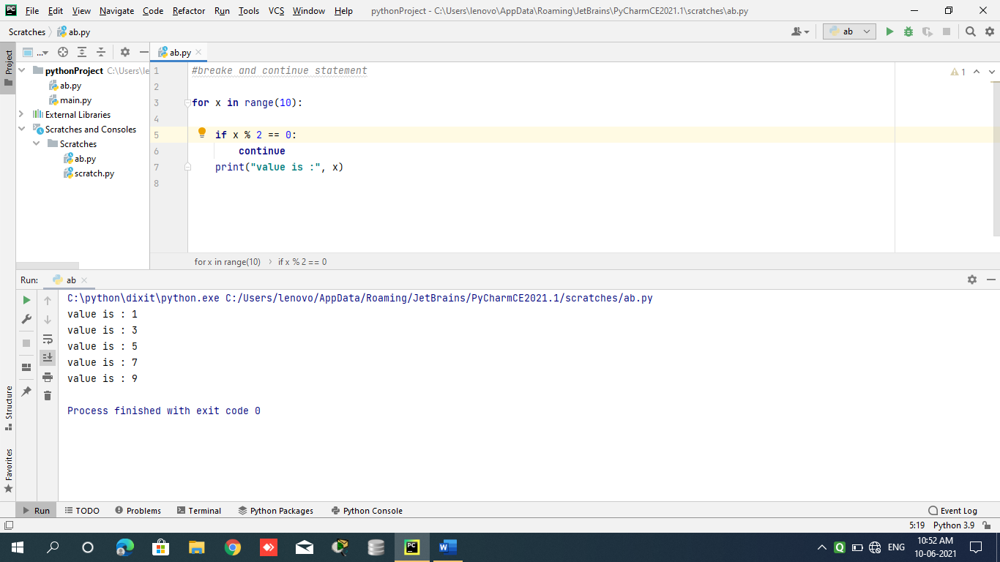 PC File Edit View Navigate Code Refactor Run Tools VCS Window Help pythonProject - C:\Users\lenovo\AppData\Roaming\JetBrains\PyCharmCE2021.1\scratches\ab.py
Scratches ab.py ab
Project
... ab.py
pythonProject C:\Users\le
ab.py
main.py
External Libraries
Scratches and Consoles
Scratches
ab.py
scratch.py
1 #breake and continue statement
2
3 for x in range(10):
4
5     if x % 2 == 0:
6         continue
7     print("value is :", x)
8
1
for x in range(10) › if x % 2 == 0
Run: ab
C:\python\dixit\python.exe C:/Users/lenovo/AppData/Roaming/JetBrains/PyCharmCE2021.1/scratches/ab.py
value is : 1
value is : 3
value is : 5
value is : 7
value is : 9
Process finished with exit code 0
Structure
Favorites
Run TODO Problems Terminal Python Packages Python Console Event Log
5:19 Python 3.9
PC W Q ENG 10:52 AM
10-06-2021